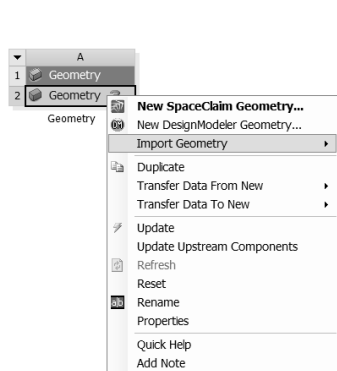 A
1 Geometry
2 Geometry
Geometry
New SpaceClaim Geometry...
New DesignModeler Geometry...
Import Geometry
Duplicate
Transfer Data From New
Transfer Data To New
Update
Update Upstream Components
Refresh
Reset
ab Rename
Properties
Quick Help
Add Note